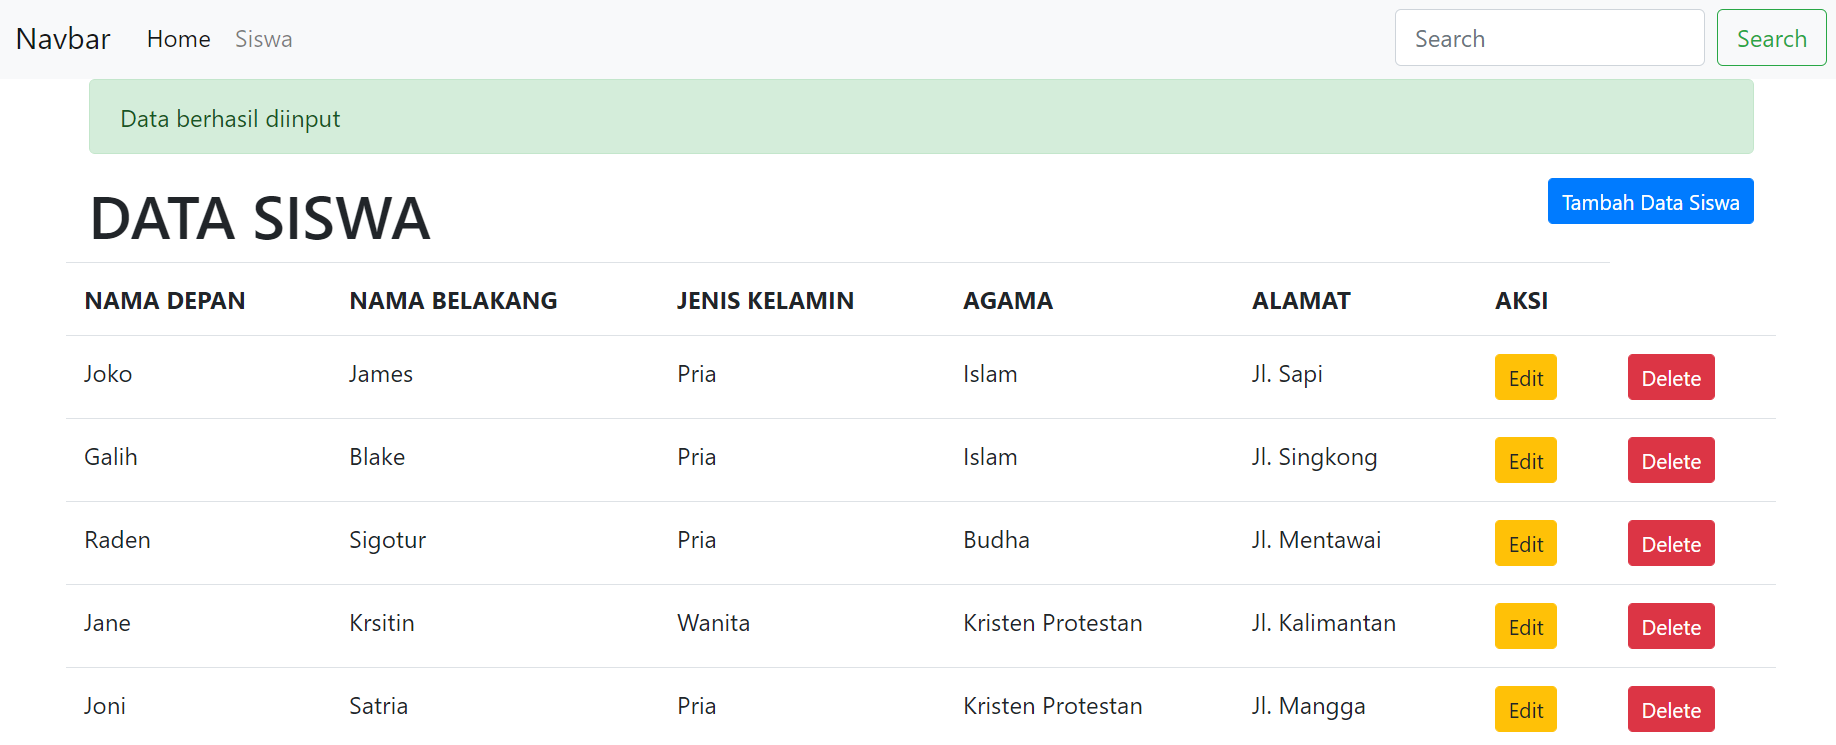 Navbar Home Siswa Search Search
Data berhasil diinput
DATA SISWA Tambah Data Siswa
NAMA DEPAN NAMA BELAKANG JENIS KELAMIN AGAMA ALAMAT AKSI
Joko James Pria Islam Jl. Sapi Edit Delete
Galih Blake Pria Islam Jl. Singkong Edit Delete
Raden Sigotur Pria Budha Jl. Mentawai Edit Delete
Jane Krsitin Wanita Kristen Protestan Jl. Kalimantan Edit Delete
Joni Satria Pria Kristen Protestan Jl. Mangga Edit Delete